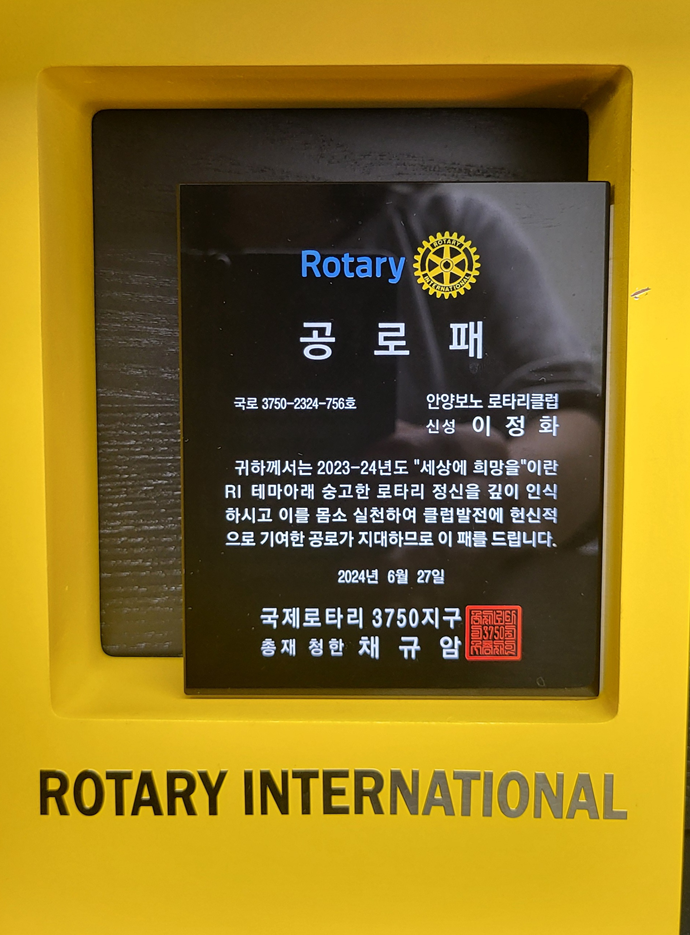 Rotary
ROTARY
INTERNATIONAL
공 로 패
국로 3750-2324-756호
안양보노 로타리클럽
신성 이 정 화
귀하께서는 2023-24년도 "세상에 희망을"이란
RI 테마아래 숭고한 로타리 정신을 깊이 인식
하시고 이를 몸소 실천하여 클럽발전에 헌신적
으로 기여한 공로가 지대하므로 이 패를 드립니다.
2024년 6월 27일
국제로타리 3750지구
총재 청한 채 규 암
3750
ROTARY INTERNATIONAL